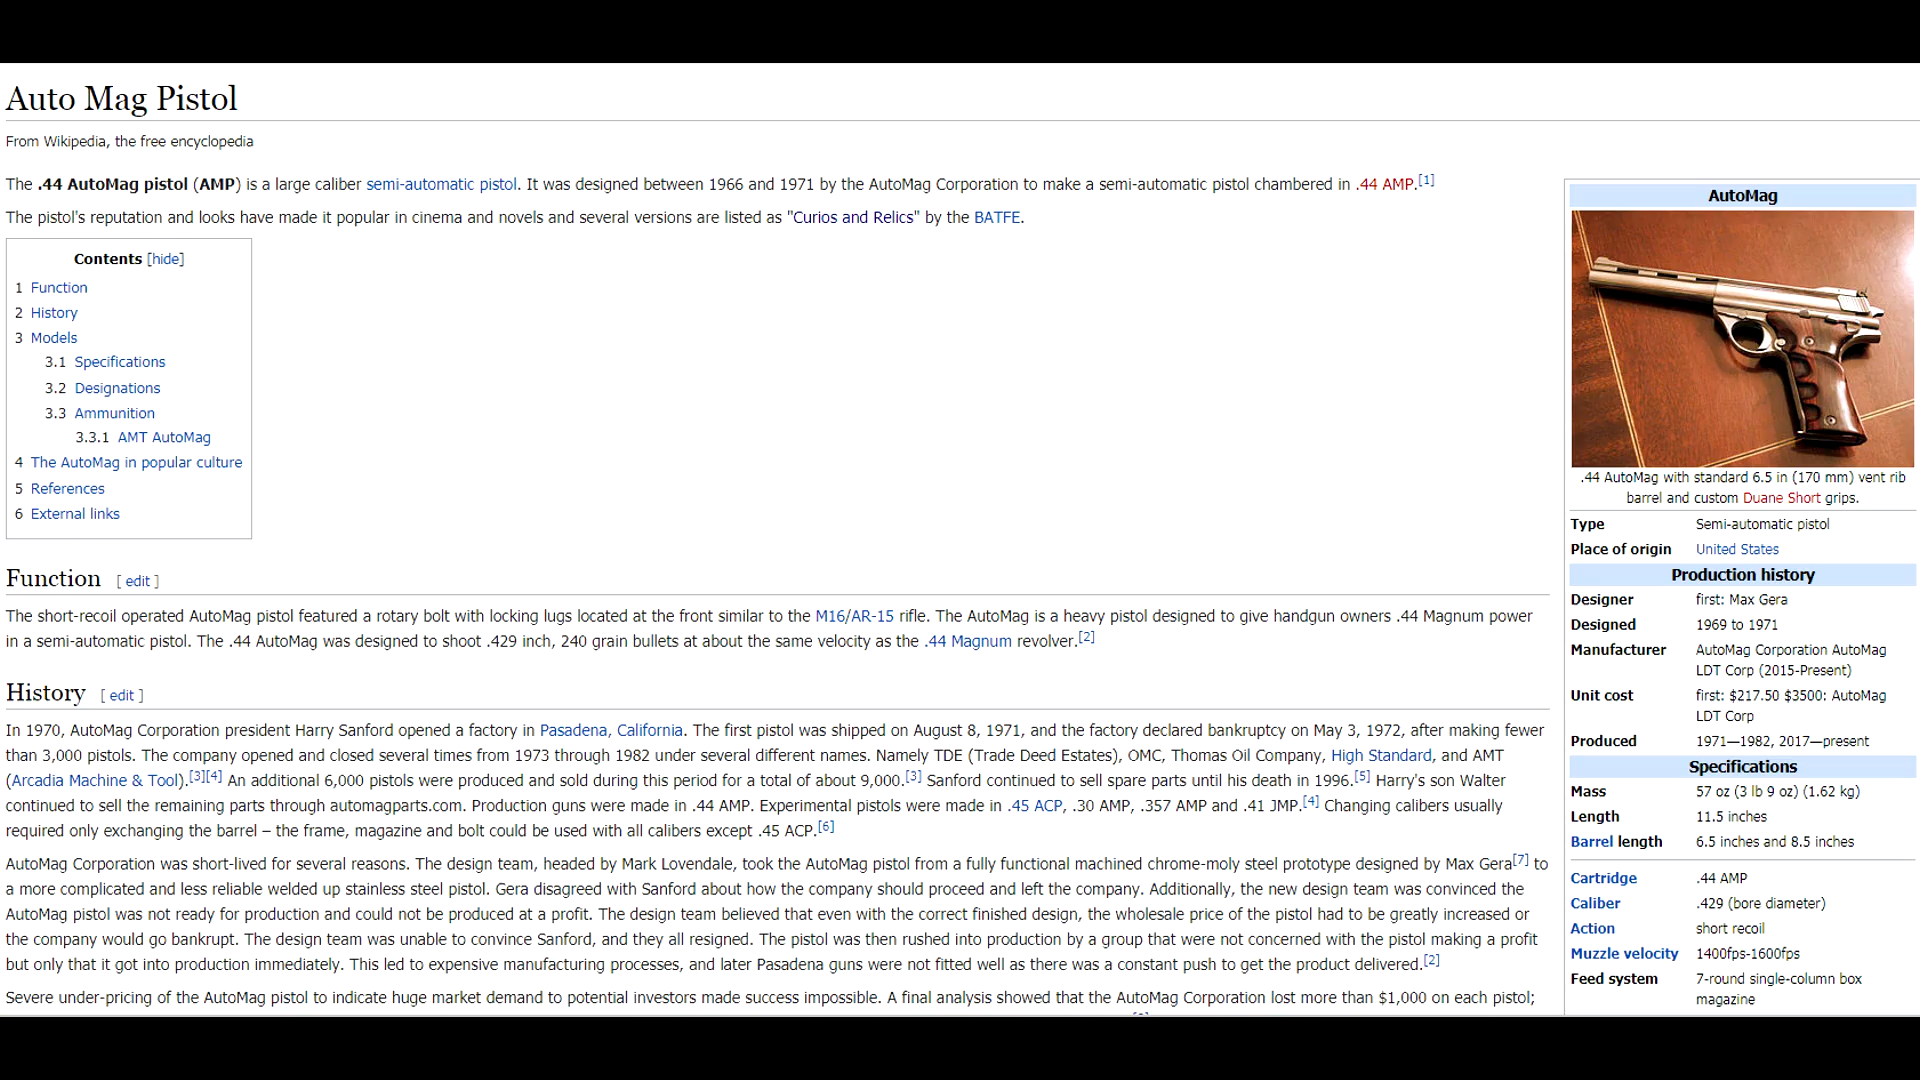 Auto Mag Pistol
From Wikipedia, the free encyclopedia
The .44 AutoMag pistol (AMP) is a large caliber semi-automatic pistol. It was designed between 1966 and 1971 by the AutoMag Corporation to make a semi-automatic pistol chambered in .44 AMP.[1]
The pistol's reputation and looks have made it popular in cinema and novels and several versions are listed as "Curios and Relics" by the BATFE.
Contents [hide]
1 Function
2 History
3 Models
3.1 Specifications
3.2 Designations
3.3 Ammunition
3.3.1 AMT AutoMag
4 The AutoMag in popular culture
5 References
6 External links
Function [ edit ]
The short-recoil operated AutoMag pistol featured a rotary bolt with locking lugs located at the front similar to the M16/AR-15 rifle. The AutoMag is a heavy pistol designed to give handgun owners .44 Magnum power
in a semi-automatic pistol. The .44 AutoMag was designed to shoot .429 inch, 240 grain bullets at about the same velocity as the .44 Magnum revolver.[2]
History [ edit ]
In 1970, AutoMag Corporation president Harry Sanford opened a factory in Pasadena, California. The first pistol was shipped on August 8, 1971, and the factory declared bankruptcy on May 3, 1972, after making fewer
than 3,000 pistols. The company opened and closed several times from 1973 through 1982 under several different names. Namely TDE (Trade Deed Estates), OMC, Thomas Oil Company, High Standard, and AMT
(Arcadia Machine & Tool).[3][4] An additional 6,000 pistols were produced and sold during this period for a total of about 9,000.[3] Sanford continued to sell spare parts until his death in 1996.[5] Harry's son Walter
continued to sell the remaining parts through automagparts.com. Production guns were made in .44 AMP. Experimental pistols were made in .45 ACP, .30 AMP, .357 AMP and .41 JMP.[4] Changing calibers usually
required only exchanging the barrel – the frame, magazine and bolt could be used with all calibers except .45 ACP.[6]
AutoMag Corporation was short-lived for several reasons. The design team, headed by Mark Lovendale, took the AutoMag pistol from a fully functional machined chrome-moly steel prototype designed by Max Gera[7] to
a more complicated and less reliable welded up stainless steel pistol. Gera disagreed with Sanford about how the company should proceed and left the company. Additionally, the new design team was convinced the
AutoMag pistol was not ready for production and could not be produced at a profit. The design team believed that even with the correct finished design, the wholesale price of the pistol had to be greatly increased or
the company would go bankrupt. The design team was unable to convince Sanford, and they all resigned. The pistol was then rushed into production by a group that were not concerned with the pistol making a profit
but only that it got into production immediately. This led to expensive manufacturing processes, and later Pasadena guns were not fitted well as there was a constant push to get the product delivered.[2]
Severe under-pricing of the AutoMag pistol to indicate huge market demand to potential investors made success impossible. A final analysis showed that the AutoMag Corporation lost more than $1,000 on each pistol;
AutoMag
.44 AutoMag with standard 6.5 in (170 mm) vent rib
barrel and custom Duane Short grips.
Type Semi-automatic pistol
Place of origin United States
Production history
Designer first: Max Gera
Designed 1969 to 1971
Manufacturer AutoMag Corporation AutoMag
LDT Corp (2015-Present)
Unit cost first: $217.50 $3500: AutoMag
LDT Corp
Produced 1971—1982, 2017—present
Specifications
Mass 57 oz (3 lb 9 oz) (1.62 kg)
Length 11.5 inches
Barrel length 6.5 inches and 8.5 inches
Cartridge .44 AMP
Caliber .429 (bore diameter)
Action short recoil
Muzzle velocity 1400fps-1600fps
Feed system 7-round single-column box
magazine